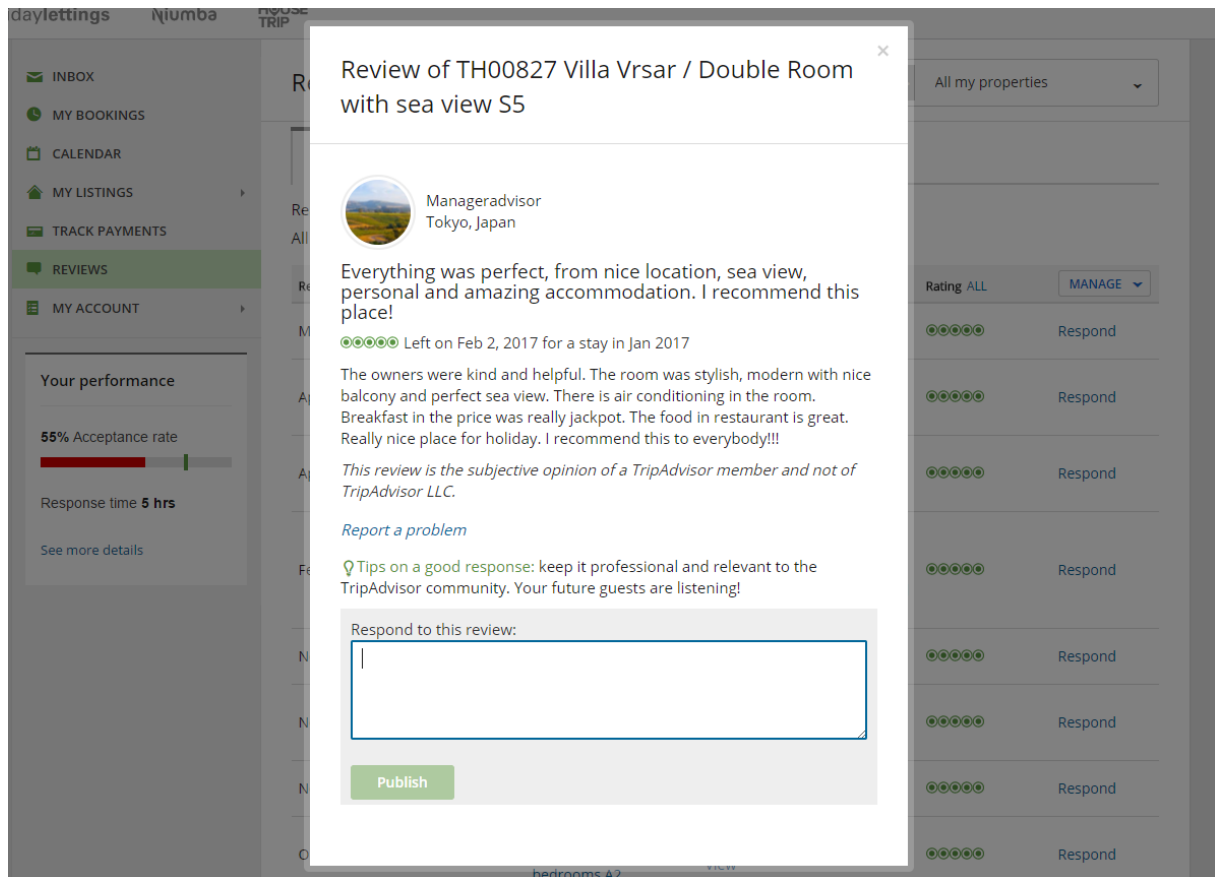 daylettings Niumba HOUSE TRIP
INBOX
MY BOOKINGS
CALENDAR
MY LISTINGS
TRACK PAYMENTS
REVIEWS
MY ACCOUNT
Your performance
55% Acceptance rate
Response time 5 hrs
See more details
All my properties
All
Rating ALL
MANAGE
Respond
Respond
Respond
Respond
Respond
Respond
Respond
Respond
bedrooms A2
×
Review of TH00827 Villa Vrsar / Double Room
with sea view S5
Manageradvisor
Tokyo, Japan
Everything was perfect, from nice location, sea view,
personal and amazing accommodation. I recommend this
place!
Left on Feb 2, 2017 for a stay in Jan 2017
The owners were kind and helpful. The room was stylish, modern with nice
balcony and perfect sea view. There is air conditioning in the room.
Breakfast in the price was really jackpot. The food in restaurant is great.
Really nice place for holiday. I recommend this to everybody!!!
This review is the subjective opinion of a TripAdvisor member and not of
TripAdvisor LLC.
Report a problem
Tips on a good response: keep it professional and relevant to the
TripAdvisor community. Your future guests are listening!
Respond to this review:
Publish